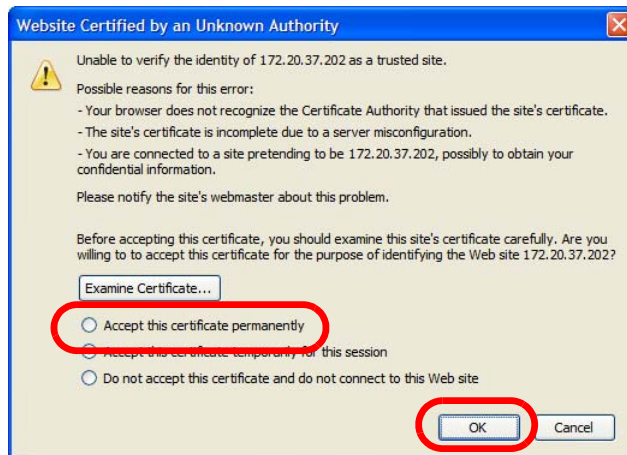 Website Certified by an Unknown Authority
Unable to verify the identity of 172.20.37.202 as a trusted site.
Possible reasons for this error:
- Your browser does not recognize the Certificate Authority that issued the site's certificate.
- The site's certificate is incomplete due to a server misconfiguration.
- You are connected to a site pretending to be 172.20.37.202, possibly to obtain your
confidential information.
Please notify the site's webmaster about this problem.
Before accepting this certificate, you should examine this site's certificate carefully. Are you
willing to to accept this certificate for the purpose of identifying the Web site 172.20.37.202?
Examine Certificate...
Accept this certificate permanently
Accept this certificate temporarily for this session
Do not accept this certificate and do not connect to this Web site
OK Cancel